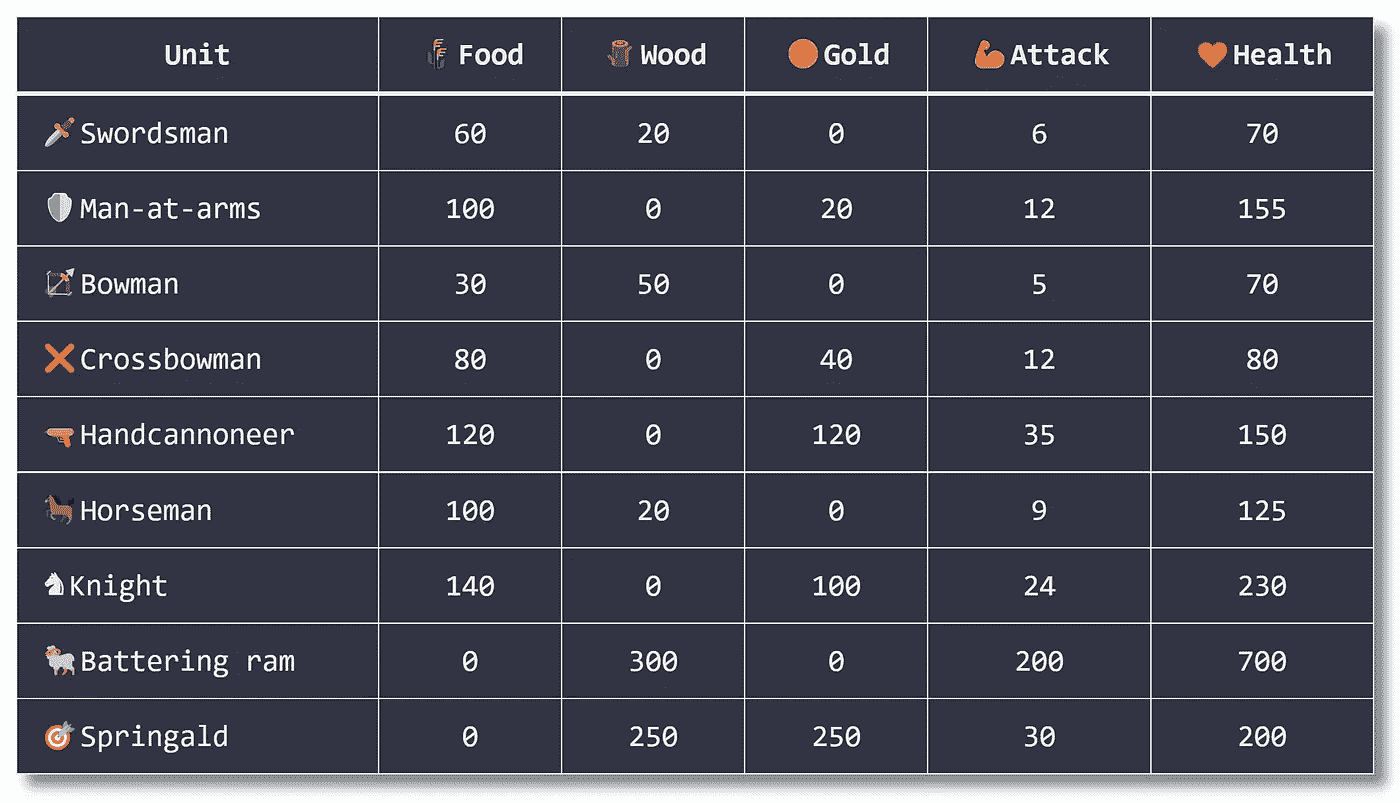 Unit Food Wood Gold Attack Health
Swordsman 60 20 0 6 70
Man-at-arms 100 0 20 12 155
Bowman 30 50 0 5 70
Crossbowman 80 0 40 12 80
Handcannoneer 120 0 120 35 150
Horseman 100 20 0 9 125
Knight 140 0 100 24 230
Battering ram 0 300 0 200 700
Springald 0 250 250 30 200